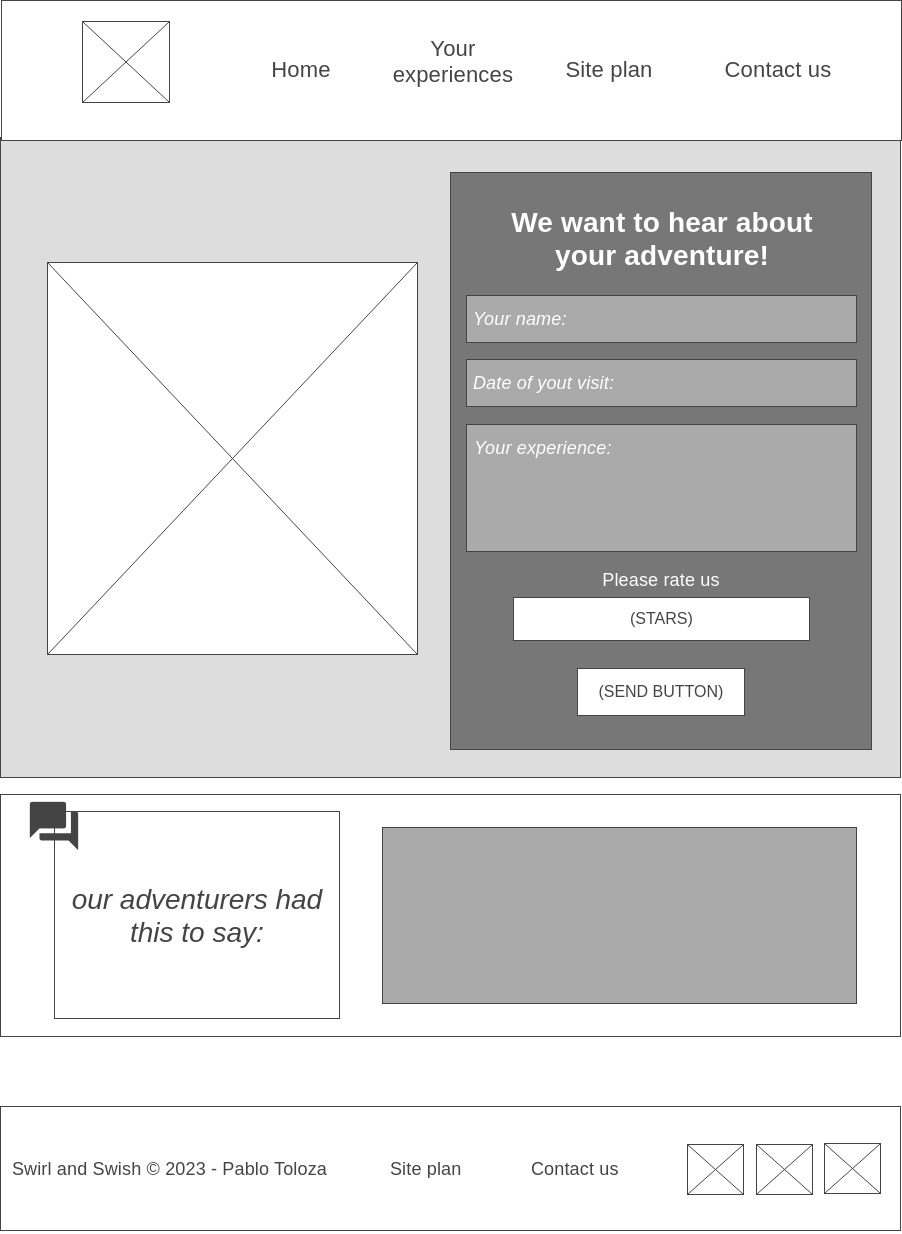 Home
Your
experiences
Site plan
Contact us
We want to hear about
your adventure!
Your name:
Date of yout visit:
Your experience:
Please rate us
(STARS)
(SEND BUTTON)
our adventurers had
this to say:
Swirl and Swish © 2023 - Pablo Toloza
Site plan
Contact us